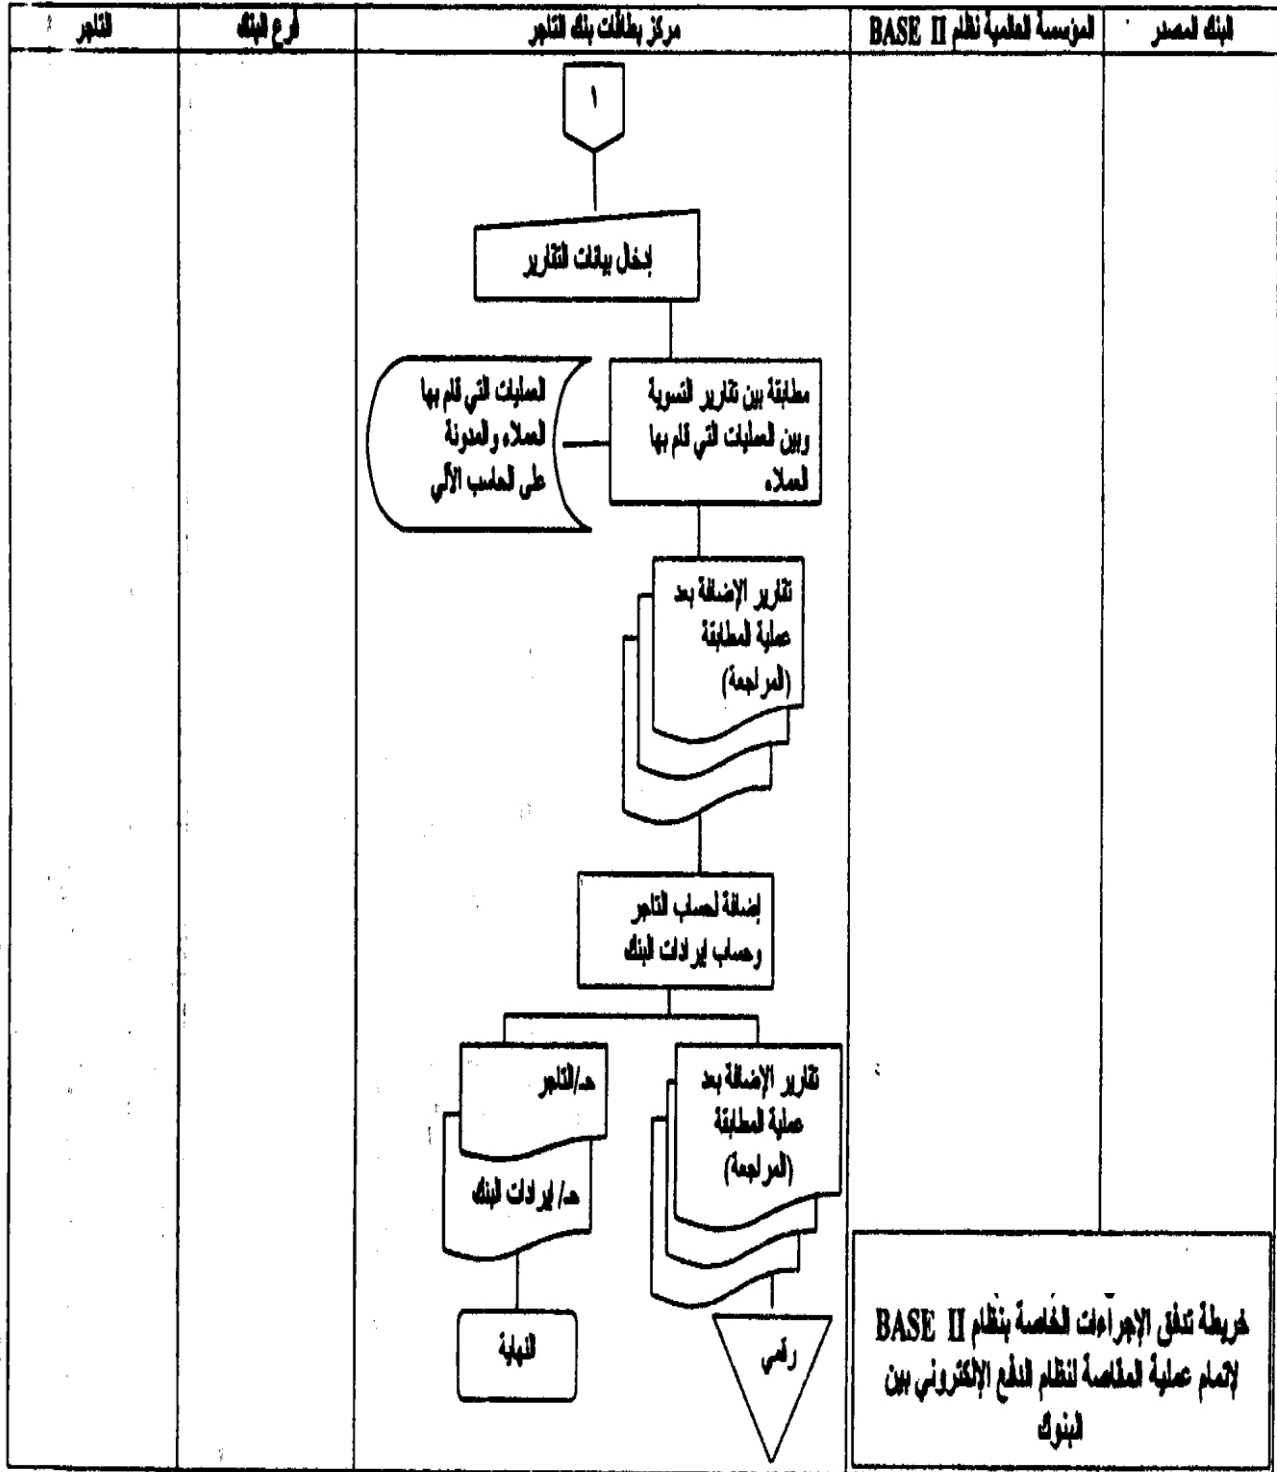 البنك المصدر
المؤسسة العالمية نظام BASE II
مركز بطاقات بنك التاجر
فرع البنك
التاجر
١
إدخال بيانات التقارير
مطابقة بين تقارير التسوية
وبين العمليات التي قام بها
العملاء
العمليات التي قام بها
العملاء والمدونة
على الحاسب الآلي
تقارير الإضافة بعد
عملية المطابقة
(المراجعة)
إضافة لحساب التاجر
وحساب إيرادات البنك
تقارير الإضافة بعد
عملية المطابقة
(المراجعة)
حـ/التاجر
حـ/ إيرادات البنك
رقمي
النهاية
خريطة تدفق الإجراءات الخاصة بنظام BASE II
لإتمام عملية المقاصة لنظام الدفع الإلكتروني بين
البنوك